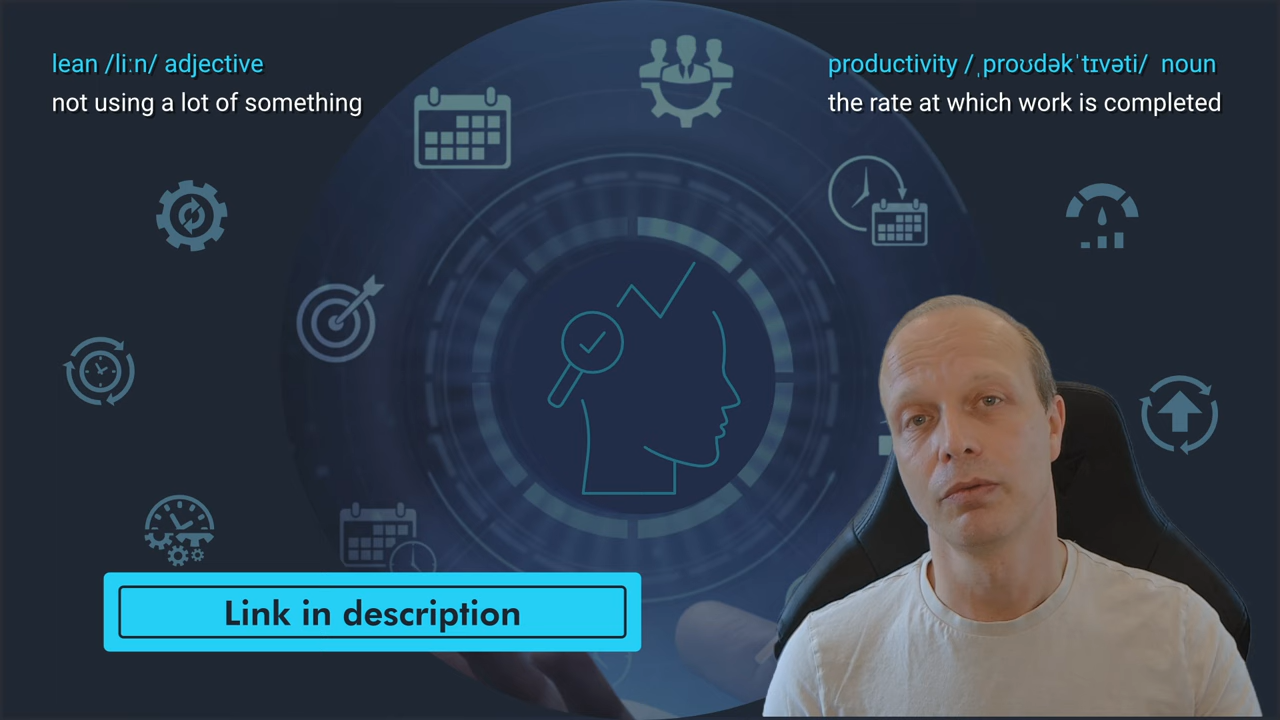 lean /liːn/ adjective
not using a lot of something
productivity /ˌproʊdəkˈtɪvəti/ noun
the rate at which work is completed
Link in description